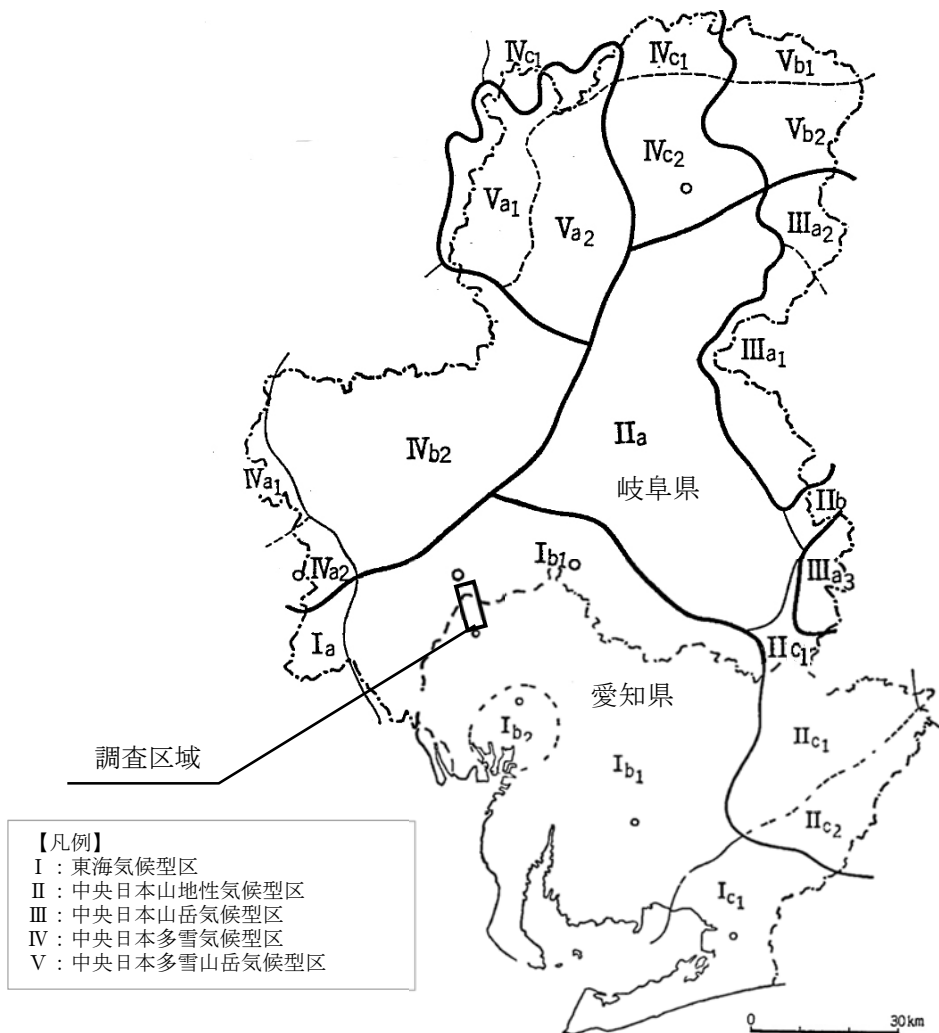 Ⅳc1
Ⅳc1
Ⅴb1
Ⅴb2
Ⅳc2
Ⅴa1
Ⅴa2
Ⅲa2
Ⅲa1
Ⅱa
Ⅳb2
Ⅳa1
岐阜県
Ⅱb
Ⅰb1
Ⅳa2
Ⅲa3
Ⅰa
Ⅱc1
愛知県
Ⅰb2
Ⅱc1
調査区域
Ⅰb1
Ⅱc2
Ⅰc1
【凡例】
Ⅰ：東海気候型区
Ⅱ：中央日本山地性気候型区
Ⅲ：中央日本山岳気候型区
Ⅳ：中央日本多雪気候型区
Ⅴ：中央日本多雪山岳気候型区
0 30km